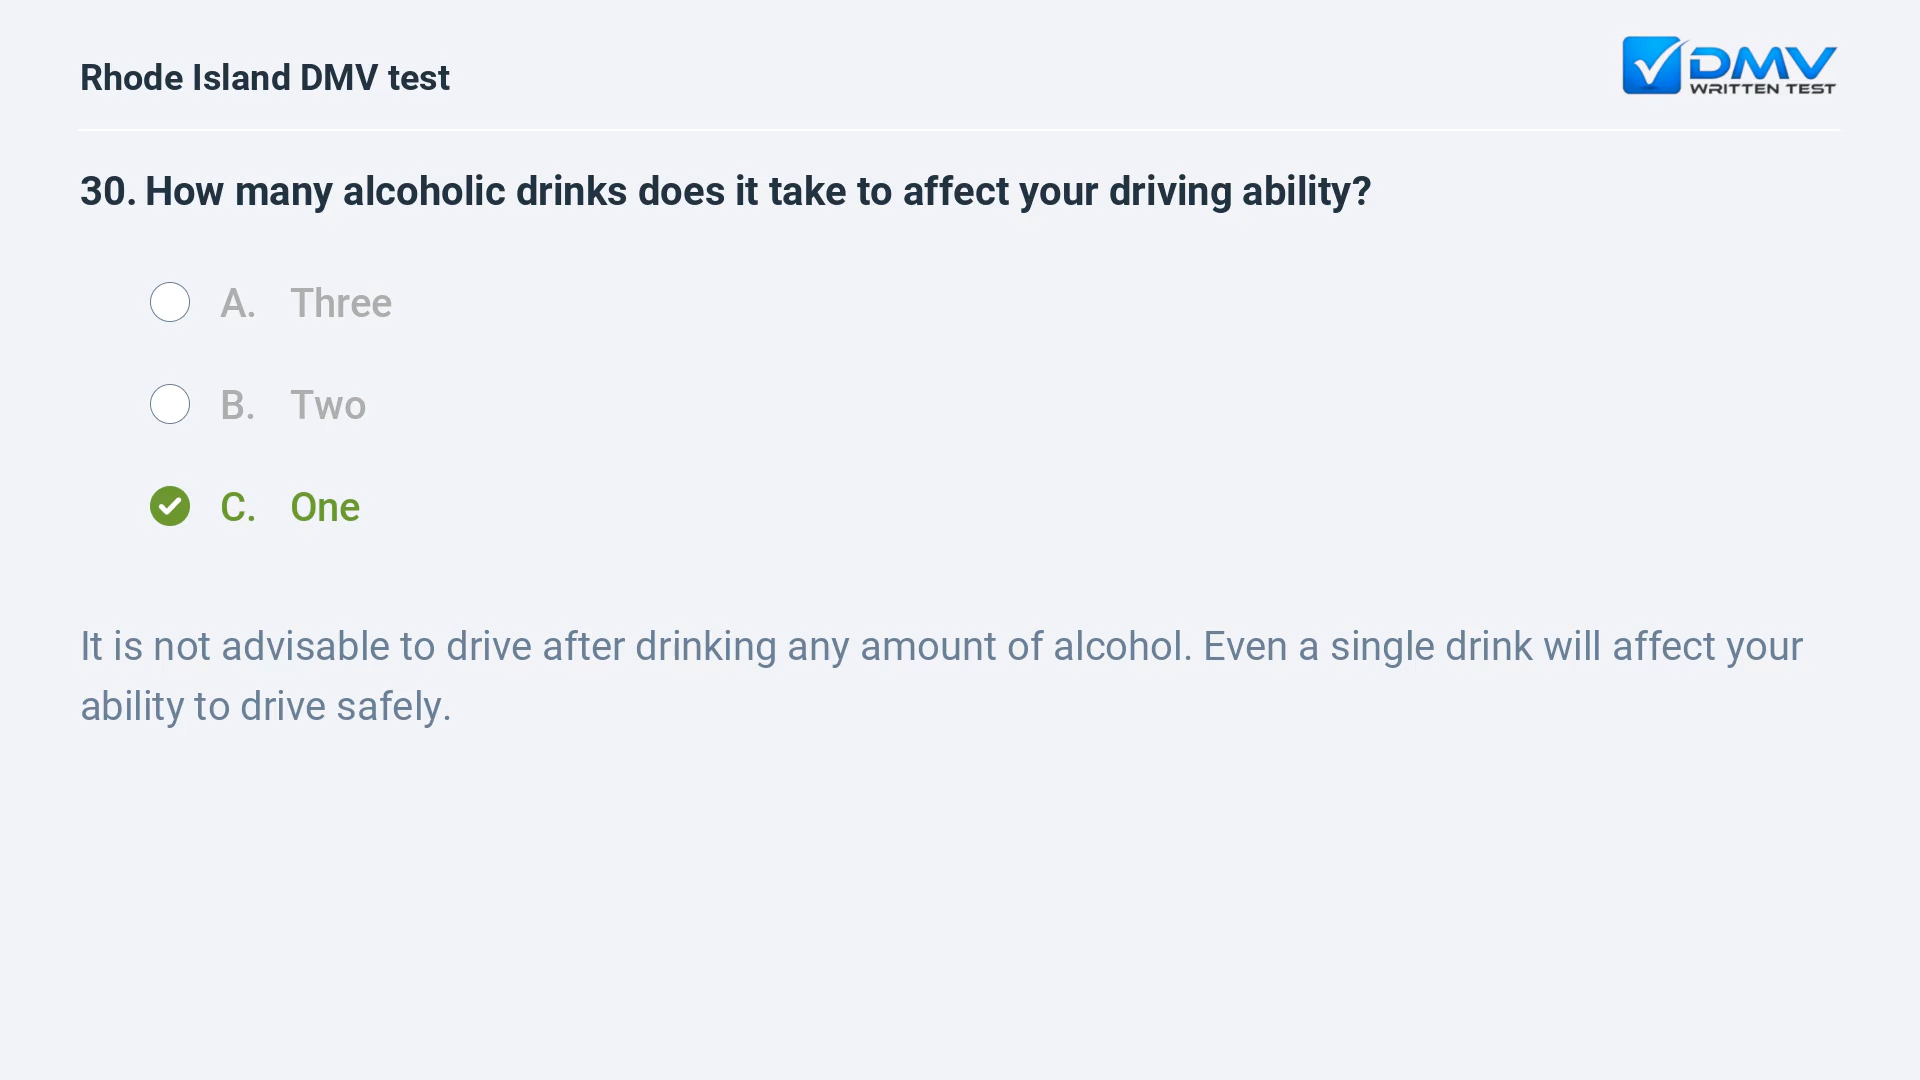 Rhode Island DMV test
DMV
WRITTEN TEST
30. How many alcoholic drinks does it take to affect your driving ability?
A. Three
B. Two
C. One
It is not advisable to drive after drinking any amount of alcohol. Even a single drink will affect your
ability to drive safely.